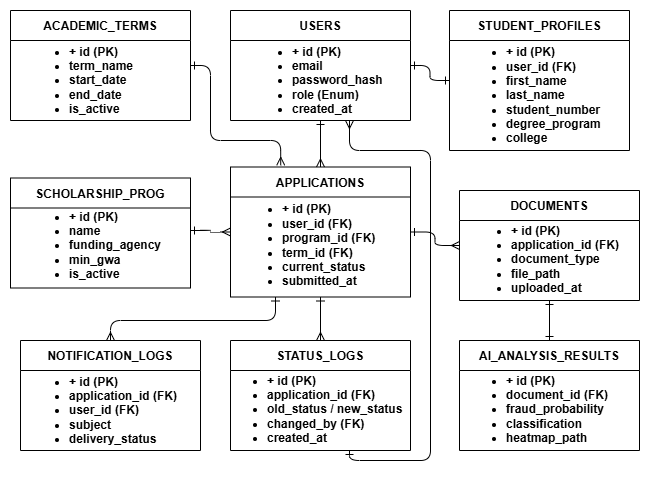 ACADEMIC_TERMS
+ id (PK)
term_name
start_date
end_date
is_active
USERS
+ id (PK)
email
password_hash
role (Enum)
created_at
STUDENT_PROFILES
+ id (PK)
user_id (FK)
first_name
last_name
student_number
degree_program
college
SCHOLARSHIP_PROG
+ id (PK)
name
funding_agency
min_gwa
is_active
APPLICATIONS
+ id (PK)
user_id (FK)
program_id (FK)
term_id (FK)
current_status
submitted_at
DOCUMENTS
+ id (PK)
application_id (FK)
document_type
file_path
uploaded_at
NOTIFICATION_LOGS
+ id (PK)
application_id (FK)
user_id (FK)
subject
delivery_status
STATUS_LOGS
+ id (PK)
application_id (FK)
old_status / new_status
changed_by (FK)
created_at
AI_ANALYSIS_RESULTS
+ id (PK)
document_id (FK)
fraud_probability
classification
heatmap_path